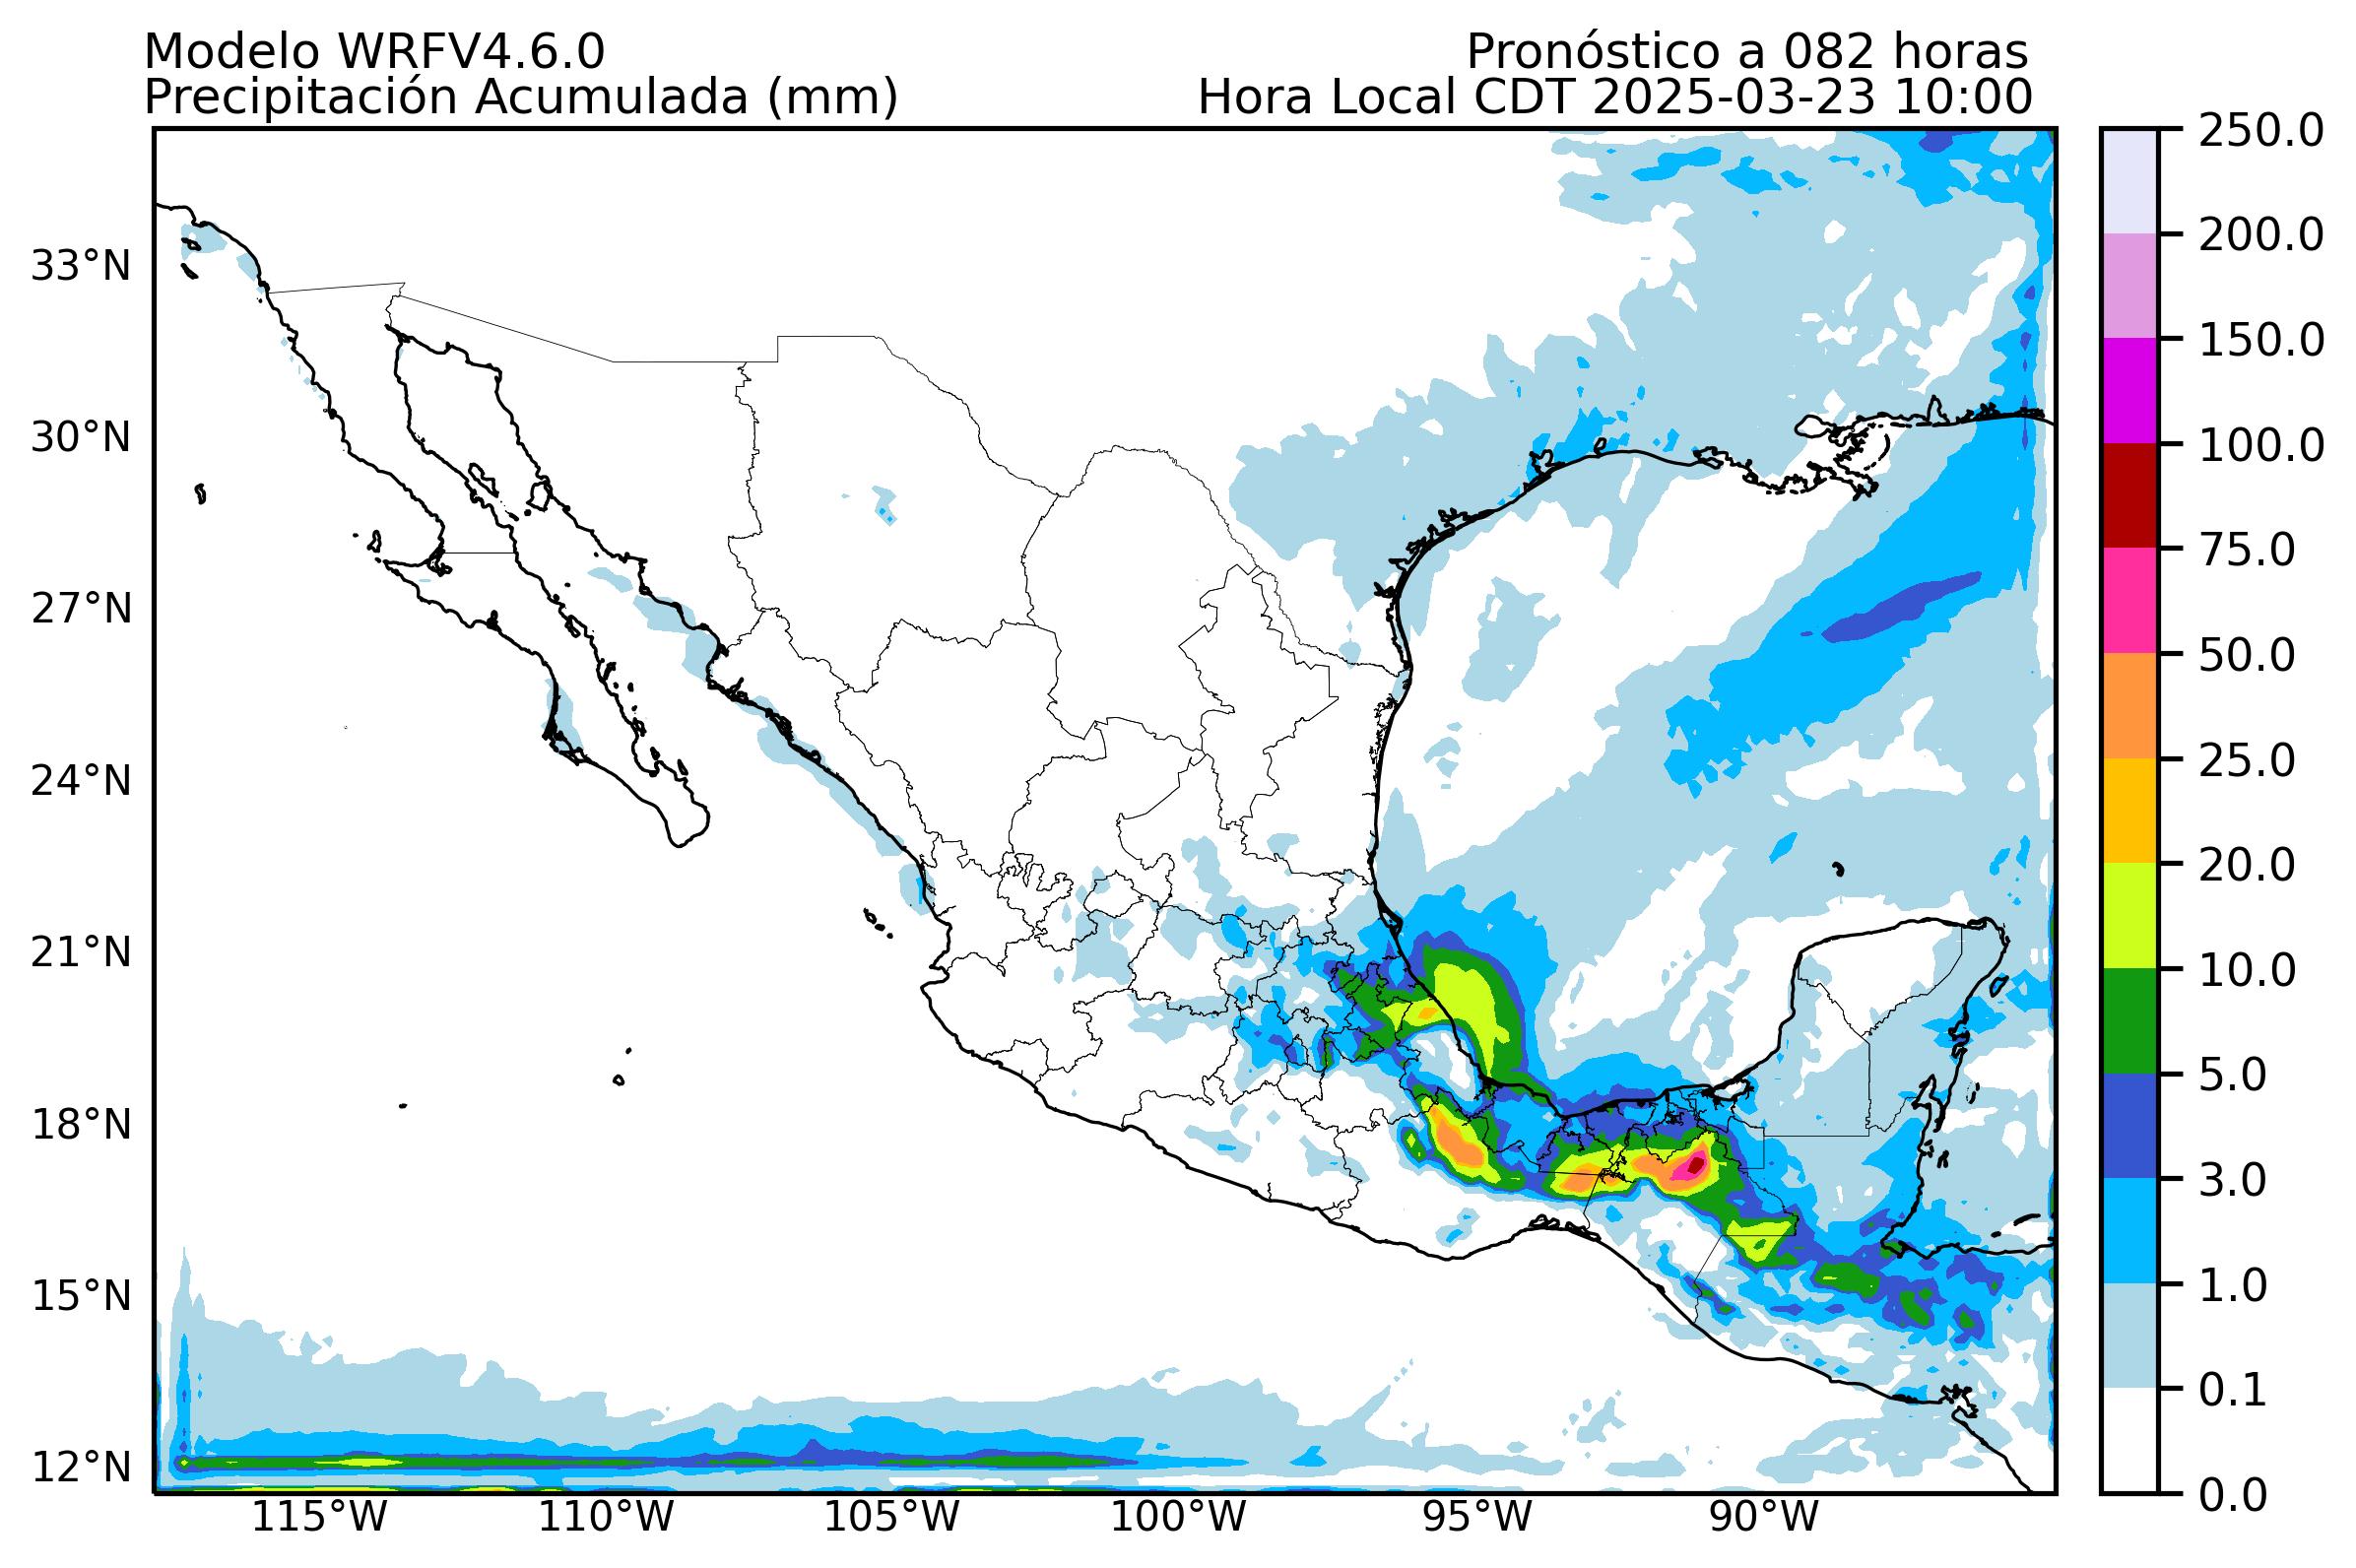 Modelo WRFV4.6.0
Pronóstico a 082 horas
Precipitación Acumulada (mm)
Hora Local CDT 2025-03-23 10:00
33°N
30°N
27°N
24°N
21°N
18°N
15°N
12°N
115°W
110°W
105°W
100°W
95°W
90°W
250.0
200.0
150.0
100.0
75.0
50.0
25.0
20.0
10.0
5.0
3.0
1.0
0.1
0.0